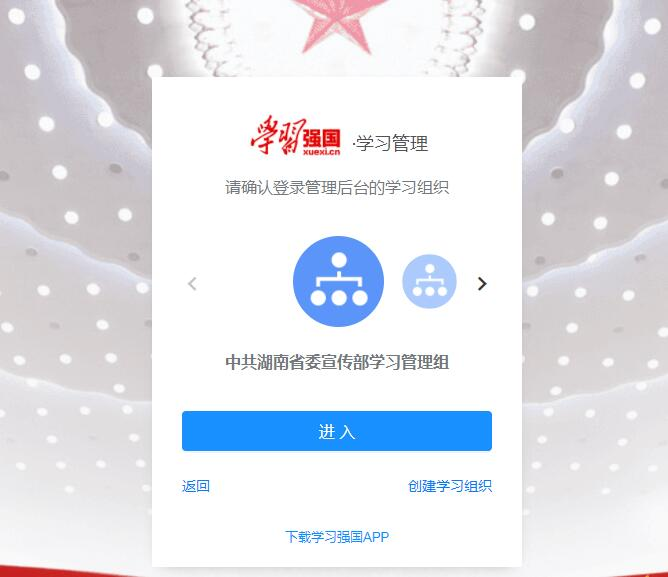 学习强国 ·学习管理
xuexi.cn
请确认登录管理后台的学习组织
中共湖南省委宣传部学习管理组
进 入
返回 创建学习组织
下载学习强国APP